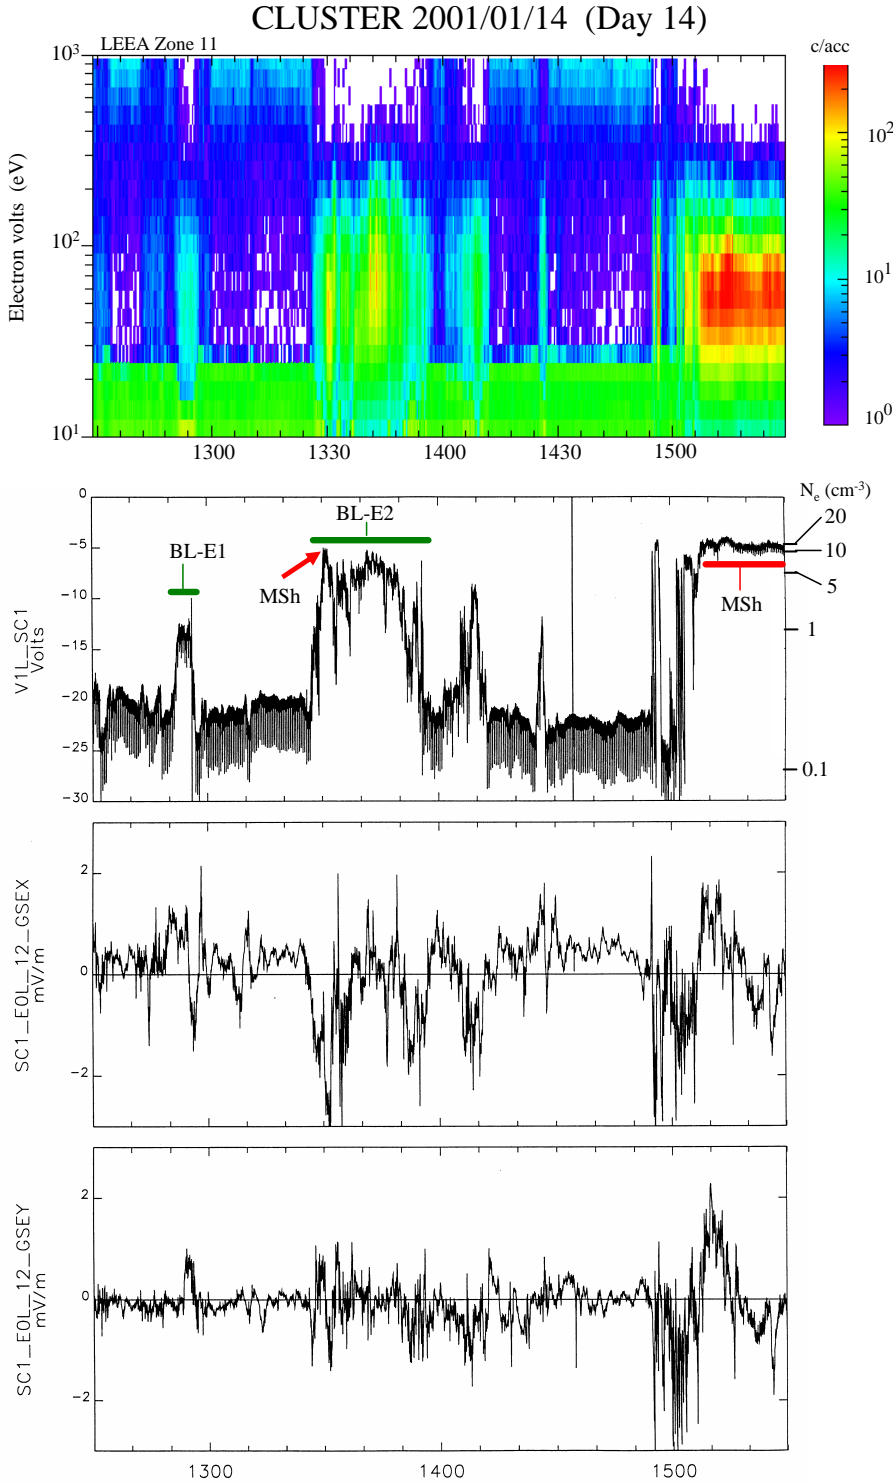 CLUSTER 2001/01/14 (Day 14)
LEEA Zone 11
c/acc
Electron volts (eV)
10³
10²
10¹
10²
10¹
10⁰
1300
1330
1400
1430
1500
Nₑ (cm⁻³)
20
10
5
1
0.1
V1L_SC1
Volts
0
−5
−10
−15
−20
−25
−30
BL-E1
BL-E2
MSh
MSh
SC1_E0L_12_GSEX
mV/m
2
0
−2
SC1_E0L_12_GSEY
mV/m
2
0
−2
1300
1400
1500